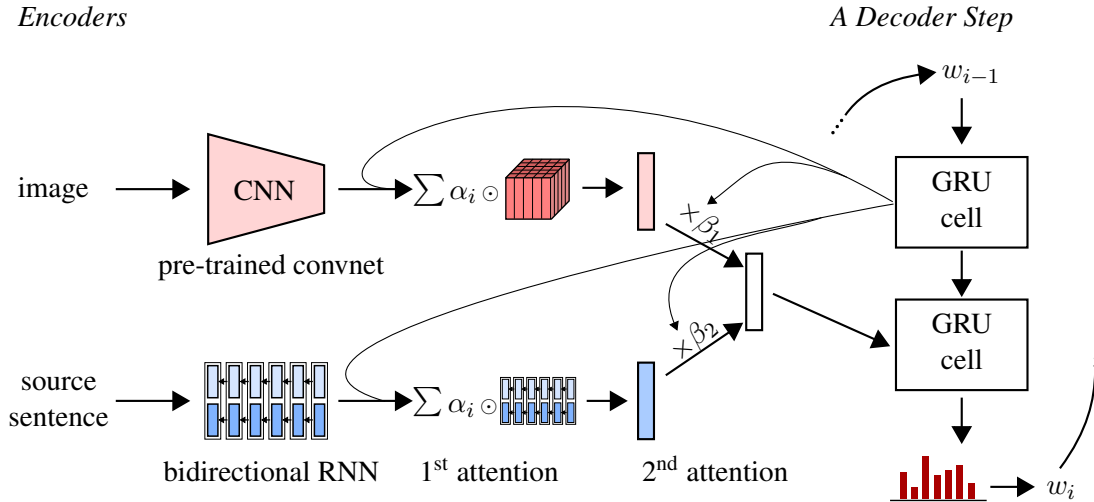 Encoders
A Decoder Step
w_{i−1}
image
CNN
∑ α_i ⊙
× β_1
GRU
cell
pre-trained convnet
× β_2
GRU
cell
source
sentence
∑ α_i ⊙
bidirectional RNN
1st attention
2nd attention
w_i